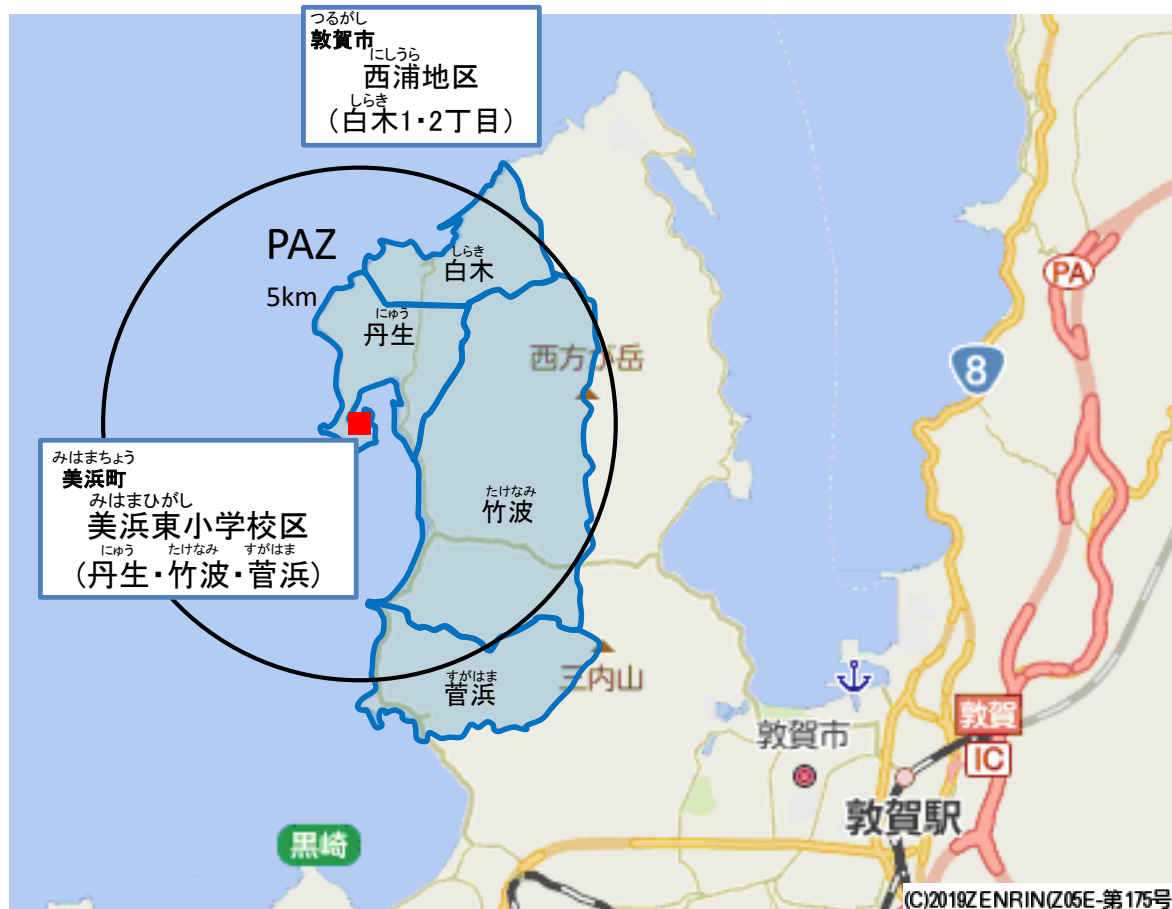 つるがし
敦賀市
にしうら
西浦地区
しらき
（白木1・2丁目）
PAZ
5km
しらき
白木
にゅう
丹生
西方が岳
PA
8
みはまちょう
美浜町
みはまひがし
美浜東小学校区
にゅう たけなみ すがはま
（丹生・竹波・菅浜）
たけなみ
竹波
すがはま
菅浜
三内山
敦賀市
敦賀
IC
敦賀駅
黒崎
(C)2019ZENRIN(Z05E-第175号